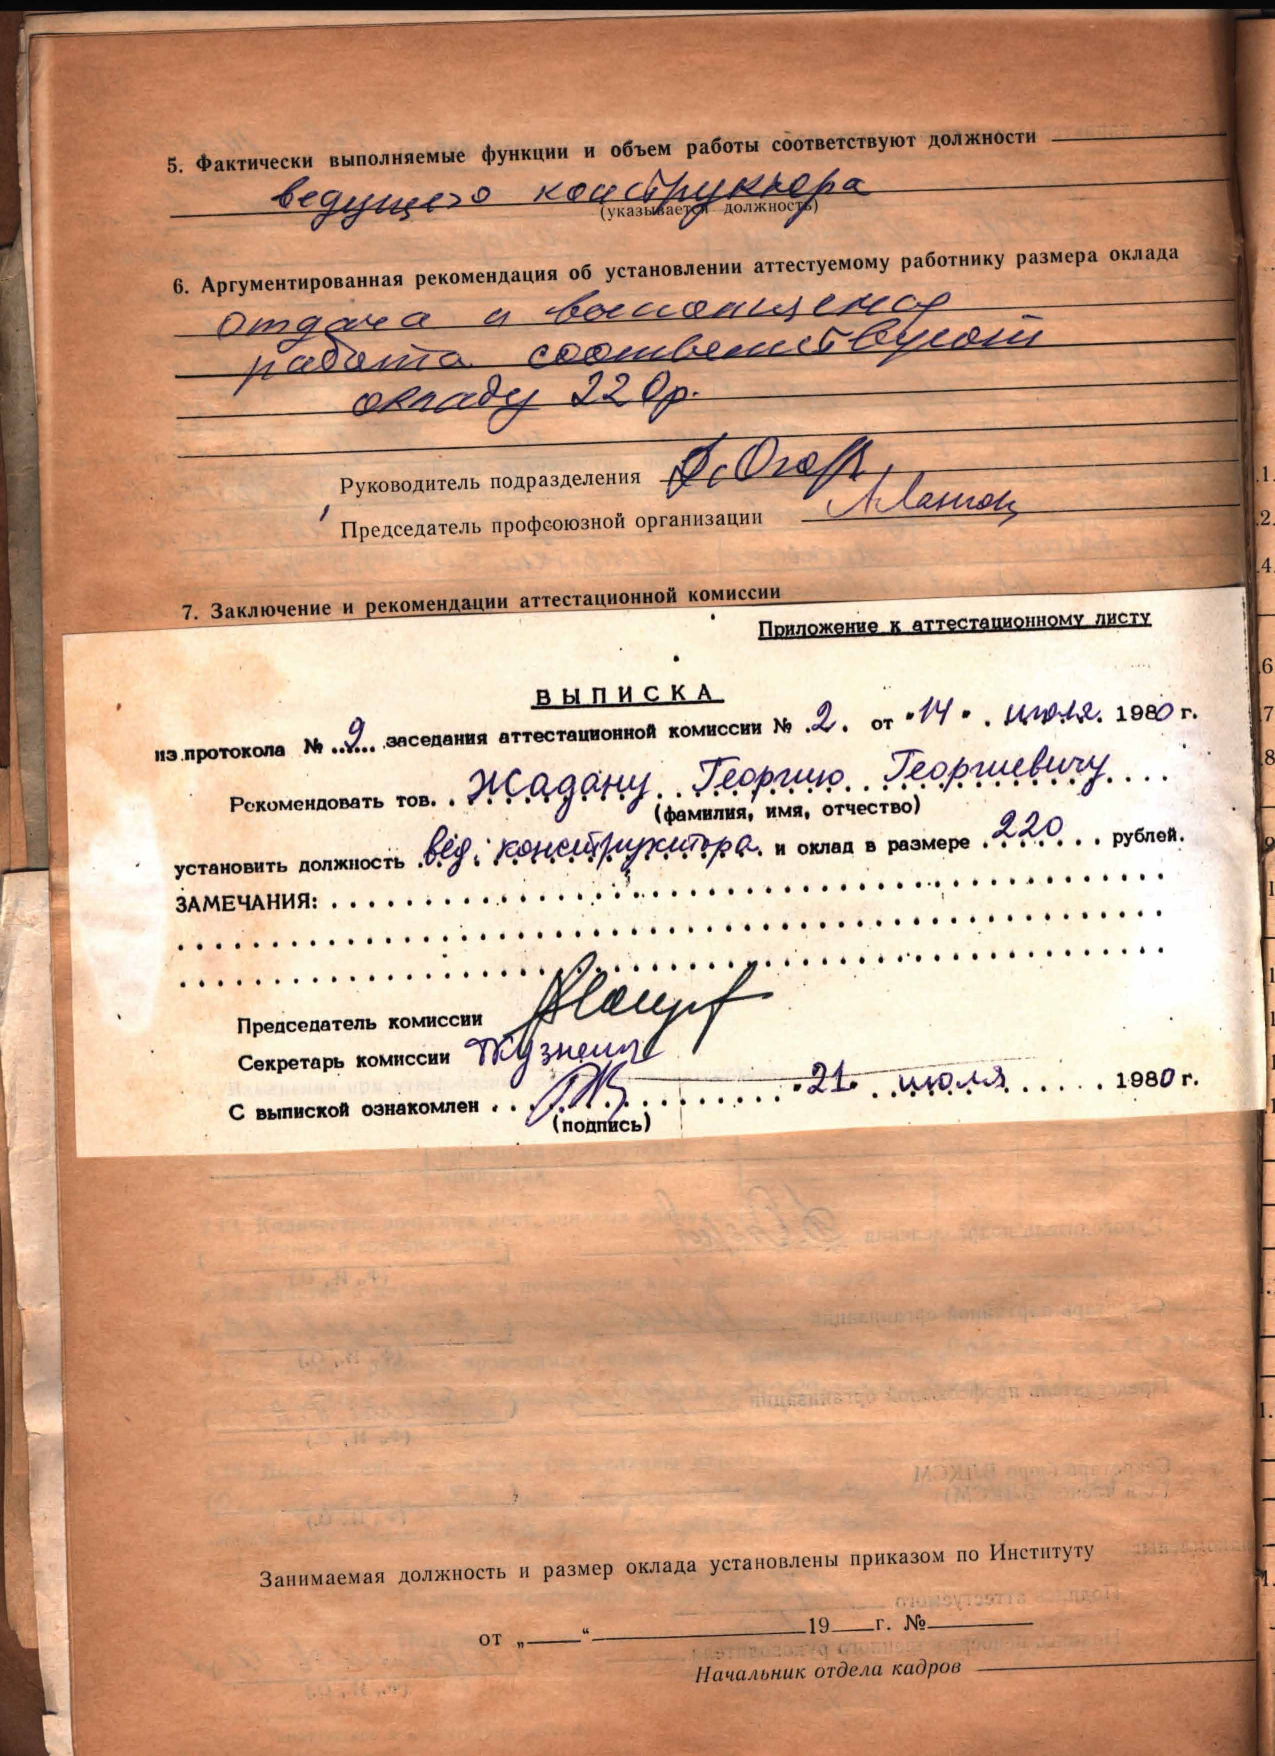 5. Фактически выполняемые функции и объем работы соответствуют должности
ведущего конструктора
(указывается должность)
6. Аргументированная рекомендация об установлении аттестуемому работнику размера оклада
отдача и выполняемая
работа соответствуют
окладу 220р.
Руководитель подразделения
Председатель профсоюзной организации
7. Заключение и рекомендации аттестационной комиссии
Приложение к аттестационному листу
ВЫПИСКА
из протокола № 9 заседания аттестационной комиссии № 2. от "14" июля 1980 г.
Рекомендовать тов. Жадану Георгию Георгиевичу
(фамилия, имя, отчество)
установить должность вед. конструктора и оклад в размере 220 рублей.
ЗАМЕЧАНИЯ:
Председатель комиссии
Секретарь комиссии
С выпиской ознакомлен "21" июля 1980 г.
(подпись)
Занимаемая должность и размер оклада установлены приказом по Институту
от „ “ 19 г. №
Начальник отдела кадров